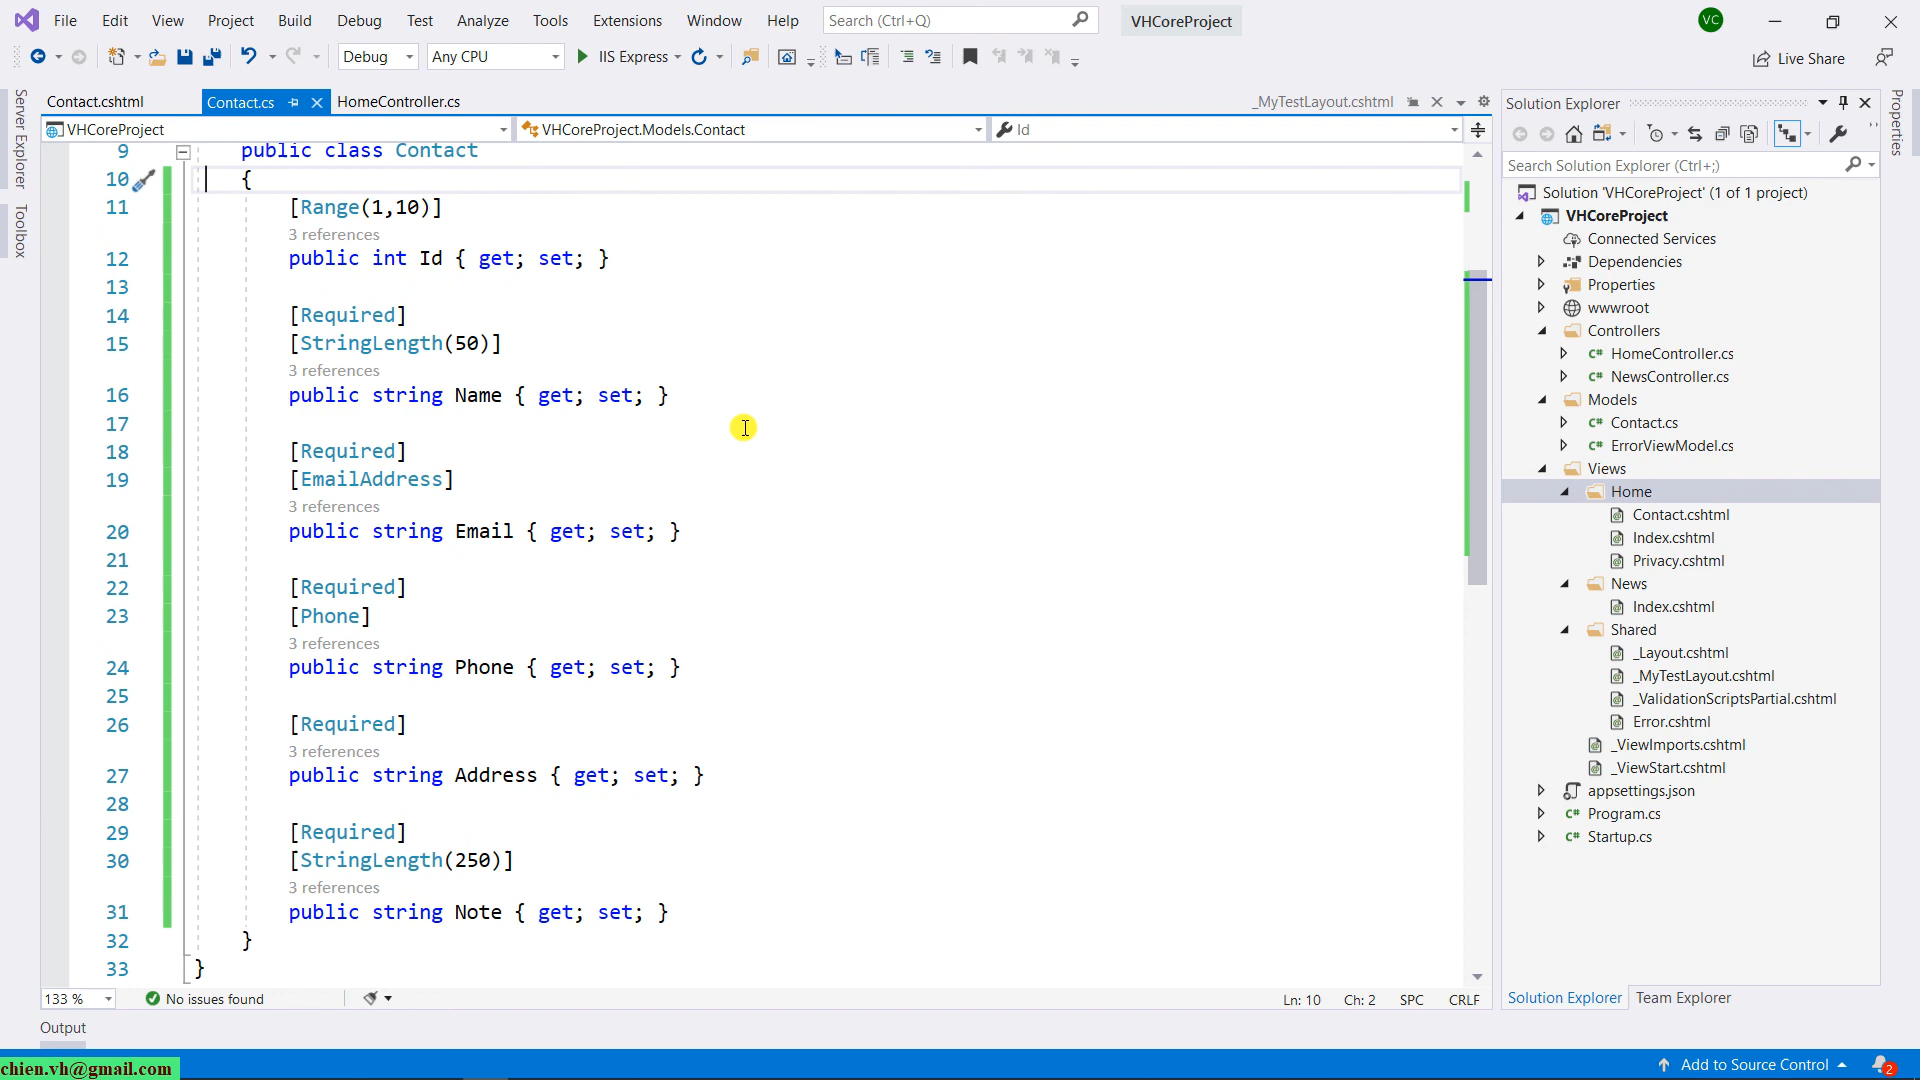 File Edit View Project Build Debug Test Analyze Tools Extensions Window Help Search (Ctrl+Q) VHCoreProject VC
Debug Any CPU IIS Express Live Share
Server Explorer
Toolbox
Contact.cshtml Contact.cs HomeController.cs _MyTestLayout.cshtml
VHCoreProject VHCoreProject.Models.Contact Id
9 public class Contact
10 {
11 [Range(1,10)]
3 references
12 public int Id { get; set; }
13
14 [Required]
15 [StringLength(50)]
3 references
16 public string Name { get; set; }
17
18 [Required]
19 [EmailAddress]
3 references
20 public string Email { get; set; }
21
22 [Required]
23 [Phone]
3 references
24 public string Phone { get; set; }
25
26 [Required]
3 references
27 public string Address { get; set; }
28
29 [Required]
30 [StringLength(250)]
3 references
31 public string Note { get; set; }
32 }
33 }
133 % No issues found Ln: 10 Ch: 2 SPC CRLF
Output
Solution Explorer
Search Solution Explorer (Ctrl+;)
Solution 'VHCoreProject' (1 of 1 project)
VHCoreProject
Connected Services
Dependencies
Properties
wwwroot
Controllers
C# HomeController.cs
C# NewsController.cs
Models
C# Contact.cs
C# ErrorViewModel.cs
Views
Home
Contact.cshtml
Index.cshtml
Privacy.cshtml
News
Index.cshtml
Shared
_Layout.cshtml
_MyTestLayout.cshtml
_ValidationScriptsPartial.cshtml
Error.cshtml
_ViewImports.cshtml
_ViewStart.cshtml
appsettings.json
C# Program.cs
C# Startup.cs
Solution Explorer Team Explorer
Properties
chien.vh@gmail.com
Add to Source Control 2